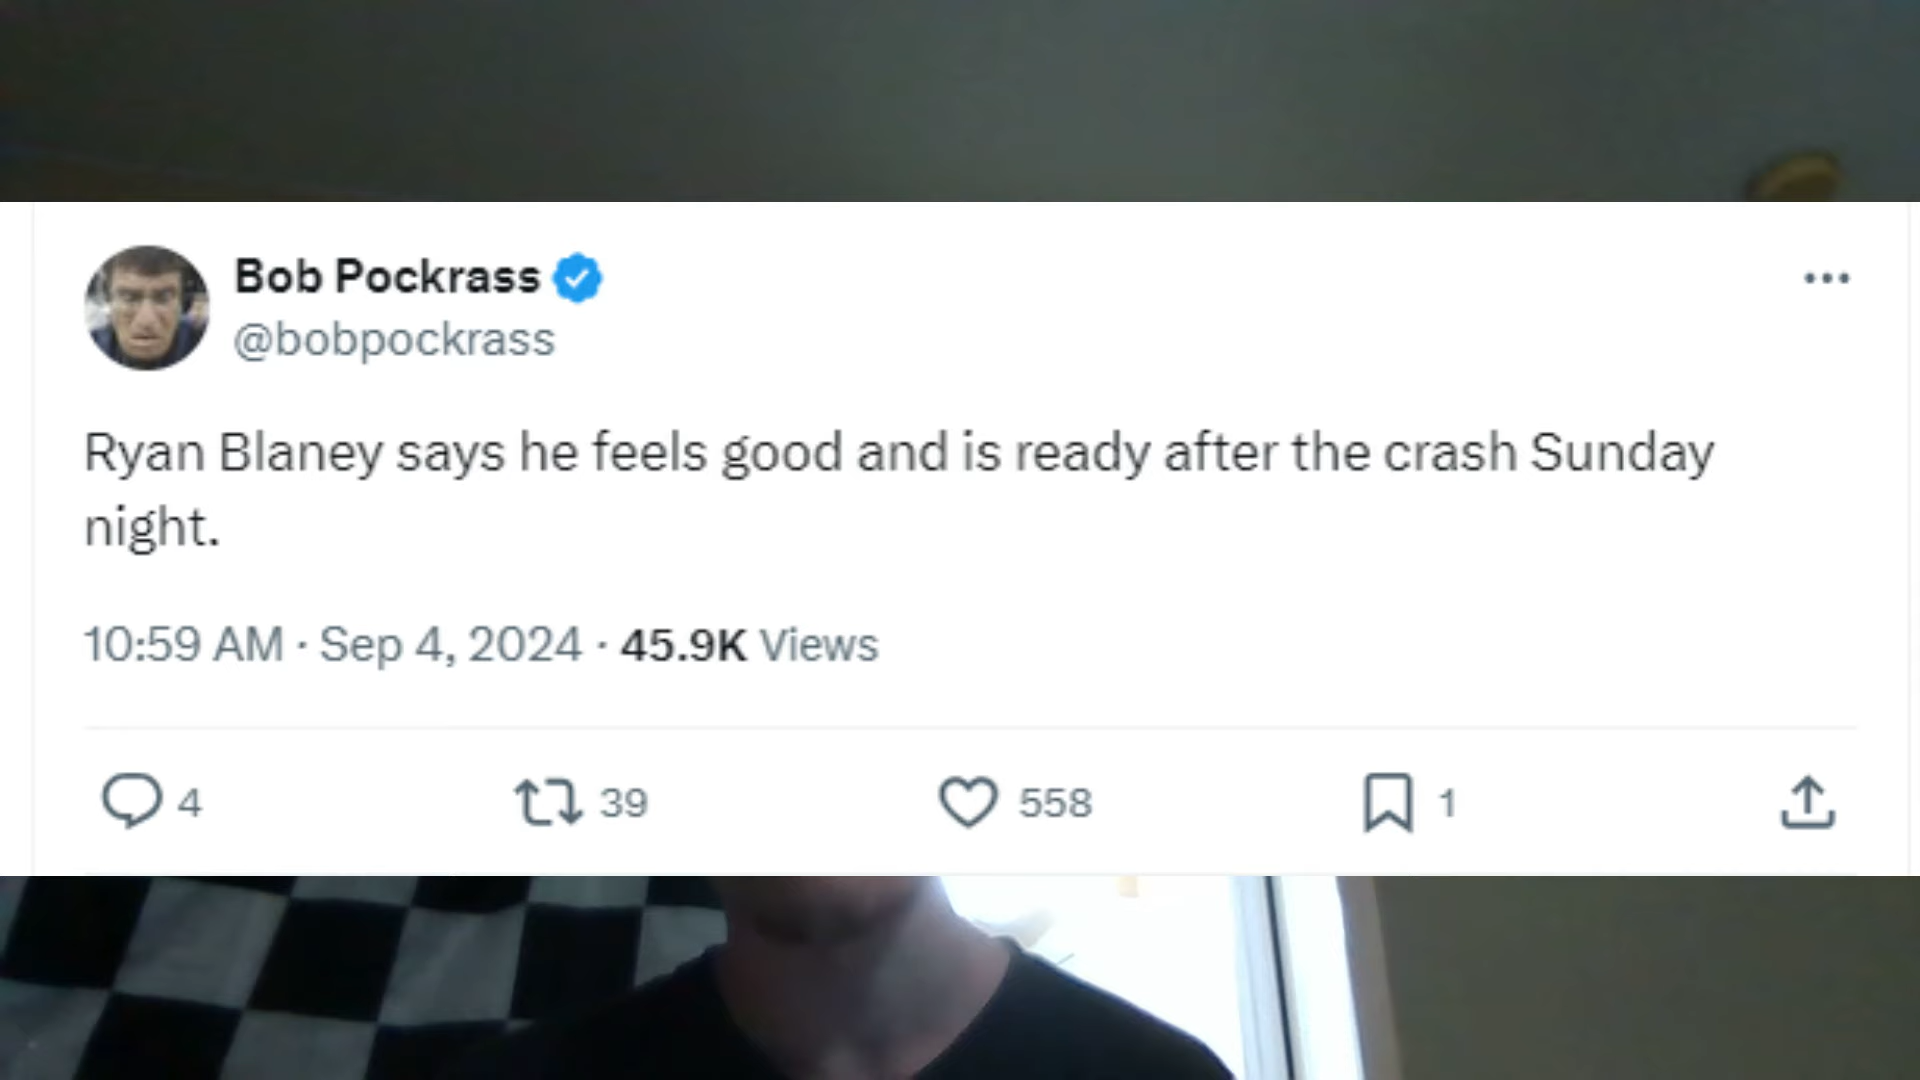 Bob Pockrass
@bobpockrass
Ryan Blaney says he feels good and is ready after the crash Sunday
night.
10:59 AM · Sep 4, 2024 · 45.9K Views
4 39 558 1